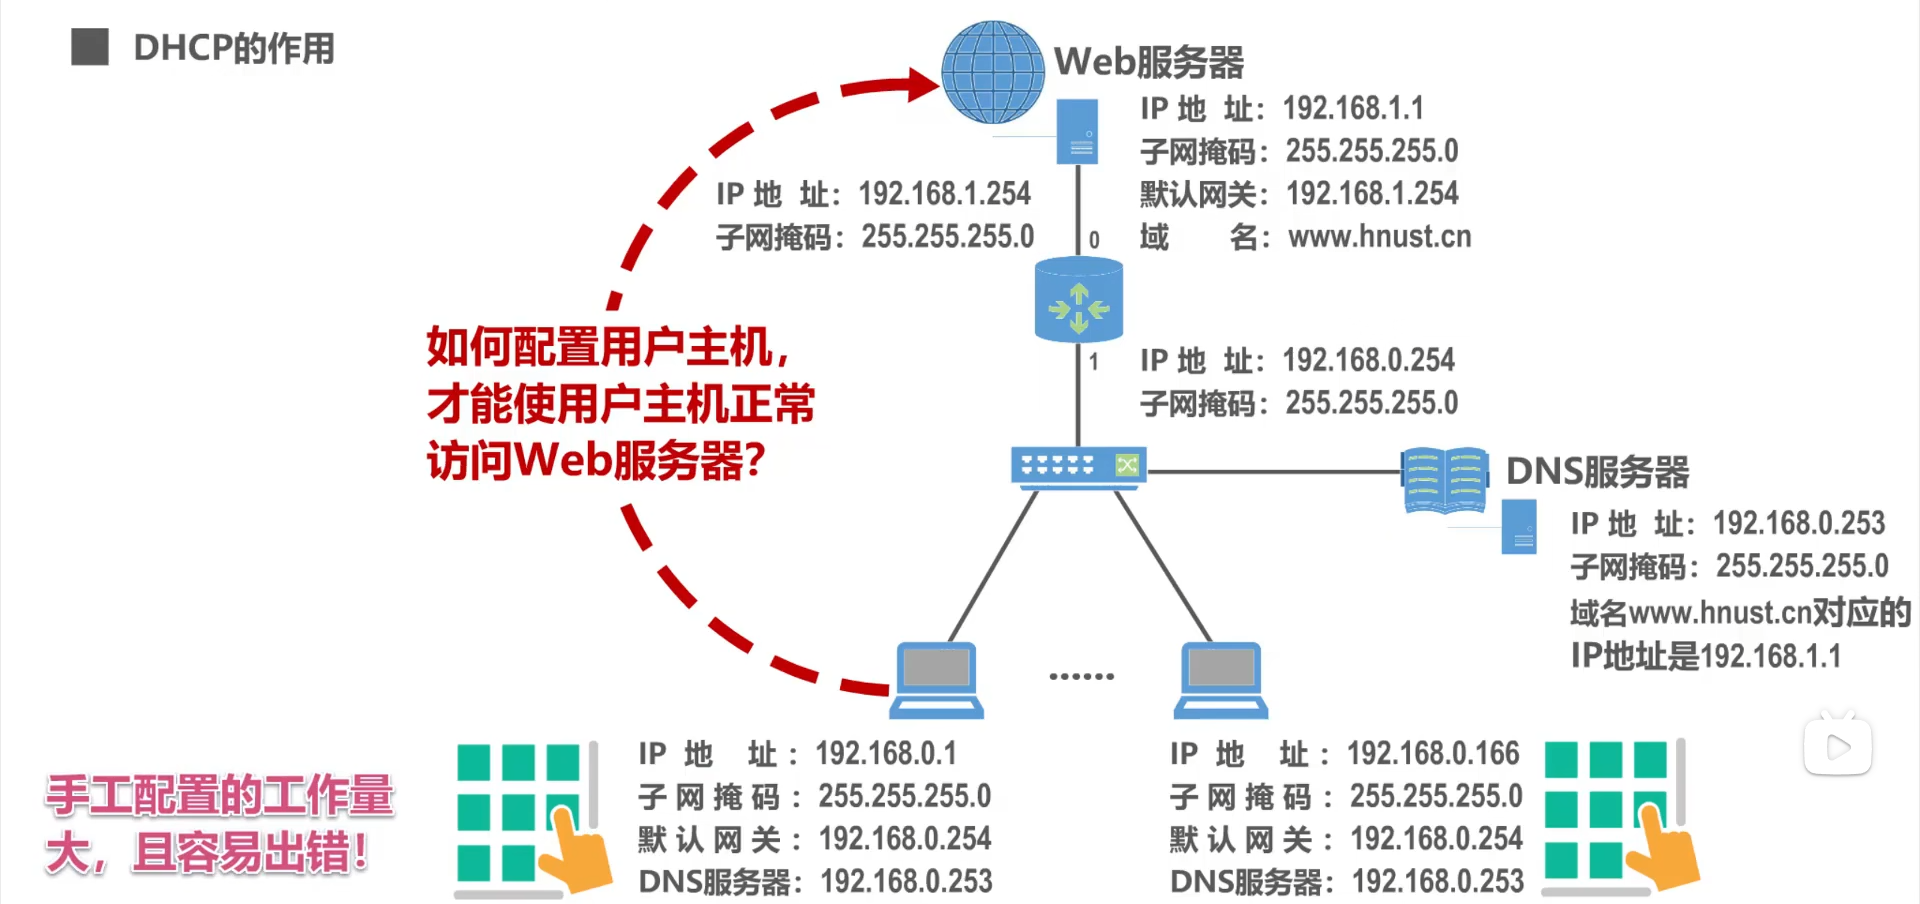 DHCP的作用
Web服务器
IP 地 址：192.168.1.1
子网掩码：255.255.255.0
默认网关：192.168.1.254
域 名：www.hnust.cn
IP 地 址：192.168.1.254
子网掩码：255.255.255.0
0
如何配置用户主机，
才能使用户主机正常
访问Web服务器？
1
IP 地 址：192.168.0.254
子网掩码：255.255.255.0
DNS服务器
IP 地 址：192.168.0.253
子网掩码：255.255.255.0
域名www.hnust.cn对应的
IP地址是192.168.1.1
······
手工配置的工作量
大，且容易出错！
IP 地 址：192.168.0.1
子网掩码：255.255.255.0
默认网关：192.168.0.254
DNS服务器：192.168.0.253
IP 地 址：192.168.0.166
子网掩码：255.255.255.0
默认网关：192.168.0.254
DNS服务器：192.168.0.253